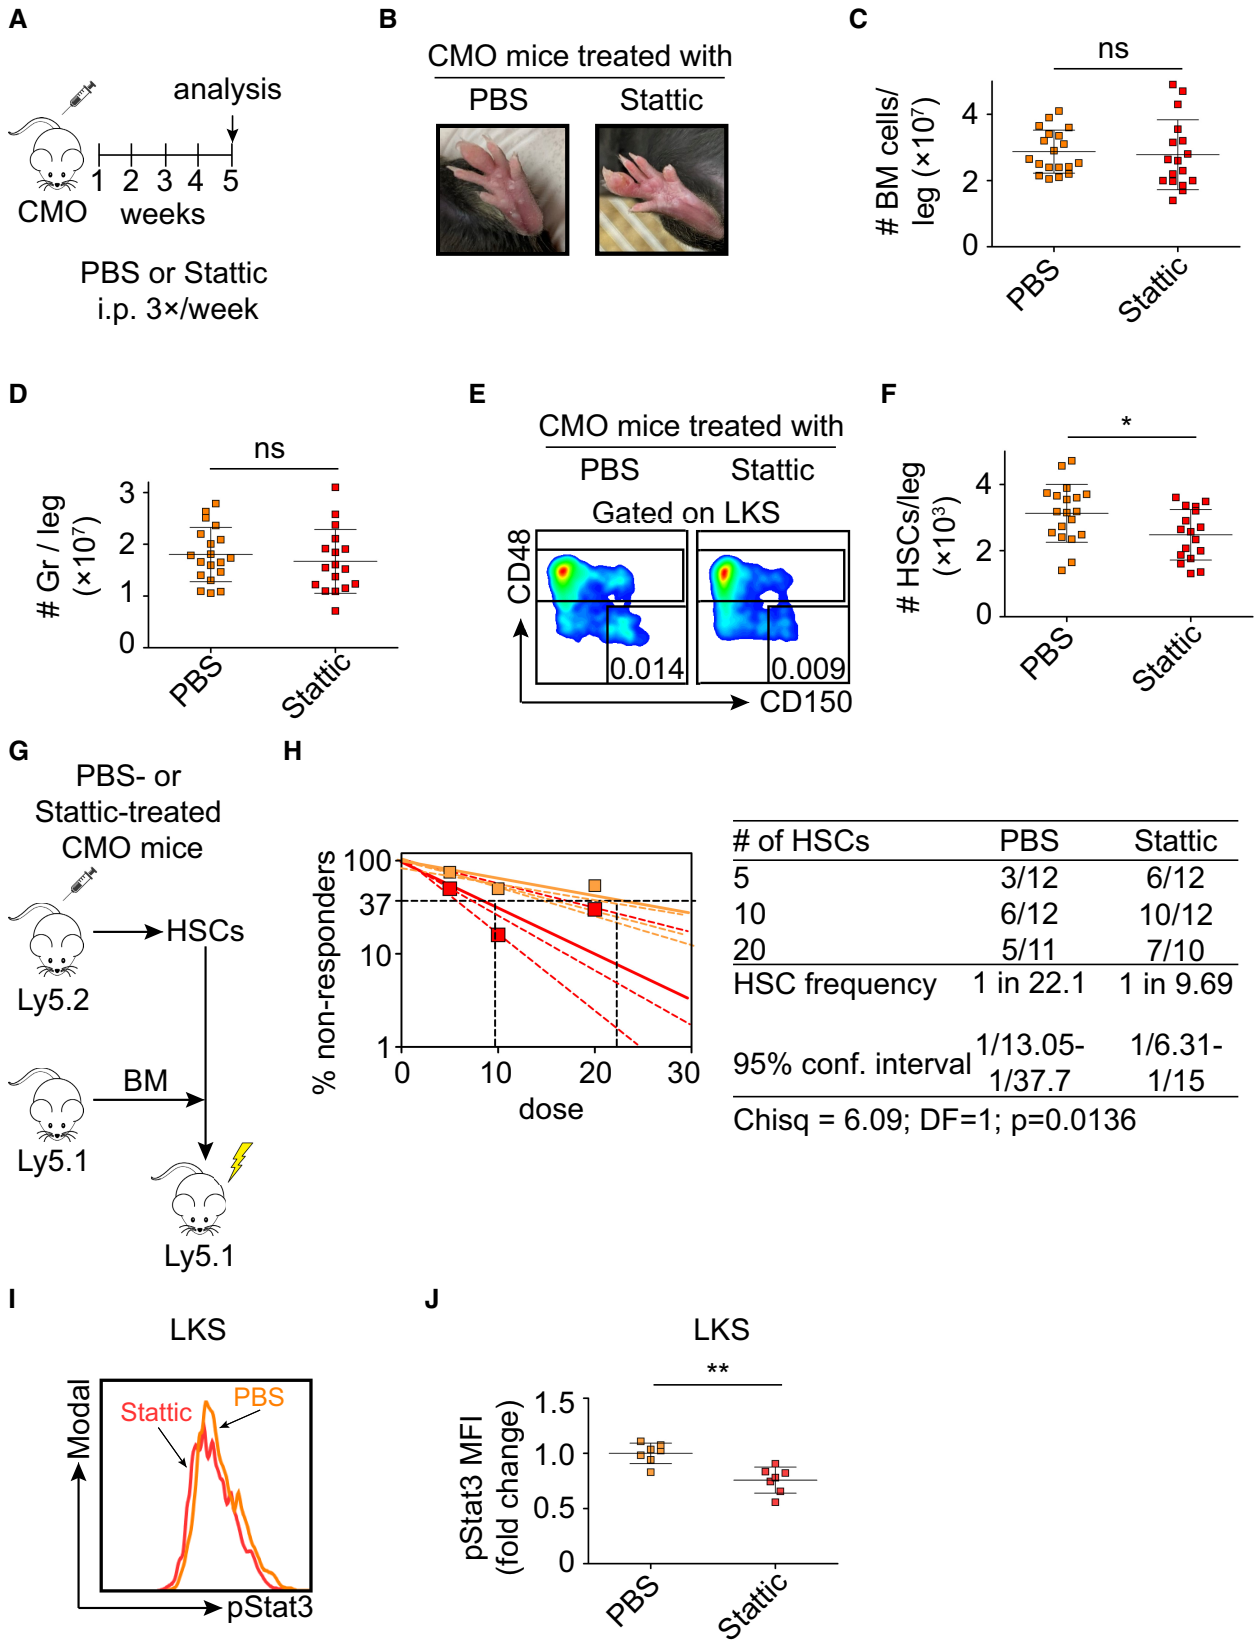 A
analysis
1 2 3 4 5
CMO
weeks
PBS or Stattic
i.p. 3×/week
B
CMO mice treated with
PBS Stattic
C
ns
# BM cells/
leg (×10⁷)
4
2
0
PBS Stattic
D
ns
# Gr / leg
(×10⁷)
3
2
1
0
PBS Stattic
E
CMO mice treated with
PBS Stattic
Gated on LKS
CD48
0.014 0.009
CD150
F
*
# HSCs/leg
(×10³)
4
2
0
PBS Stattic
G
PBS- or
Stattic-treated
CMO mice
HSCs
Ly5.2
BM
Ly5.1
Ly5.1
H
% non-responders
100
37
10
1
0 10 20 30
dose
# of HSCs PBS Stattic
5 3/12 6/12
10 6/12 10/12
20 5/11 7/10
HSC frequency 1 in 22.1 1 in 9.69
95% conf. interval 1/13.05- 1/6.31-
1/37.7 1/15
Chisq = 6.09; DF=1; p=0.0136
I
LKS
Modal
PBS
Stattic
pStat3
J
LKS
**
pStat3 MFI
(fold change)
1.5
1.0
0.5
0
PBS Stattic